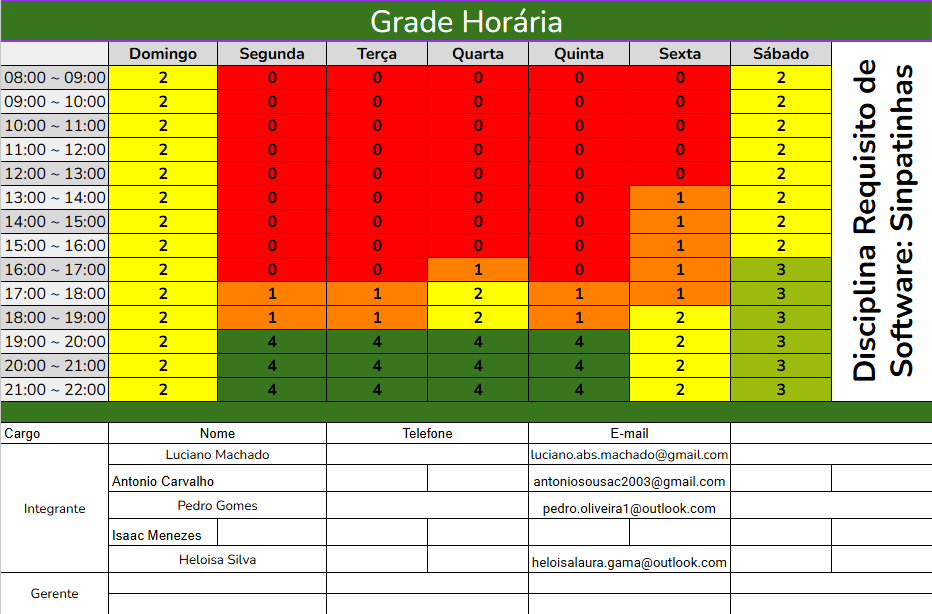 Grade Horária
Domingo Segunda Terça Quarta Quinta Sexta Sábado
08:00 ~ 09:00 2 0 0 0 0 0 2
09:00 ~ 10:00 2 0 0 0 0 0 2
10:00 ~ 11:00 2 0 0 0 0 0 2
11:00 ~ 12:00 2 0 0 0 0 0 2
12:00 ~ 13:00 2 0 0 0 0 0 2
13:00 ~ 14:00 2 0 0 0 0 1 2
14:00 ~ 15:00 2 0 0 0 0 1 2
15:00 ~ 16:00 2 0 0 0 0 1 2
16:00 ~ 17:00 2 0 0 1 0 1 3
17:00 ~ 18:00 2 1 1 2 1 1 3
18:00 ~ 19:00 2 1 1 2 1 2 3
19:00 ~ 20:00 2 4 4 4 4 2 3
20:00 ~ 21:00 2 4 4 4 4 2 3
21:00 ~ 22:00 2 4 4 4 4 2 3
Disciplina Requisito de
Software: Sinpatinhas
Cargo Nome Telefone E-mail
Integrante
Luciano Machado luciano.abs.machado@gmail.com
Antonio Carvalho antoniosousac2003@gmail.com
Pedro Gomes pedro.oliveira1@outlook.com
Isaac Menezes
Heloisa Silva heloisalaura.gama@outlook.com
Gerente